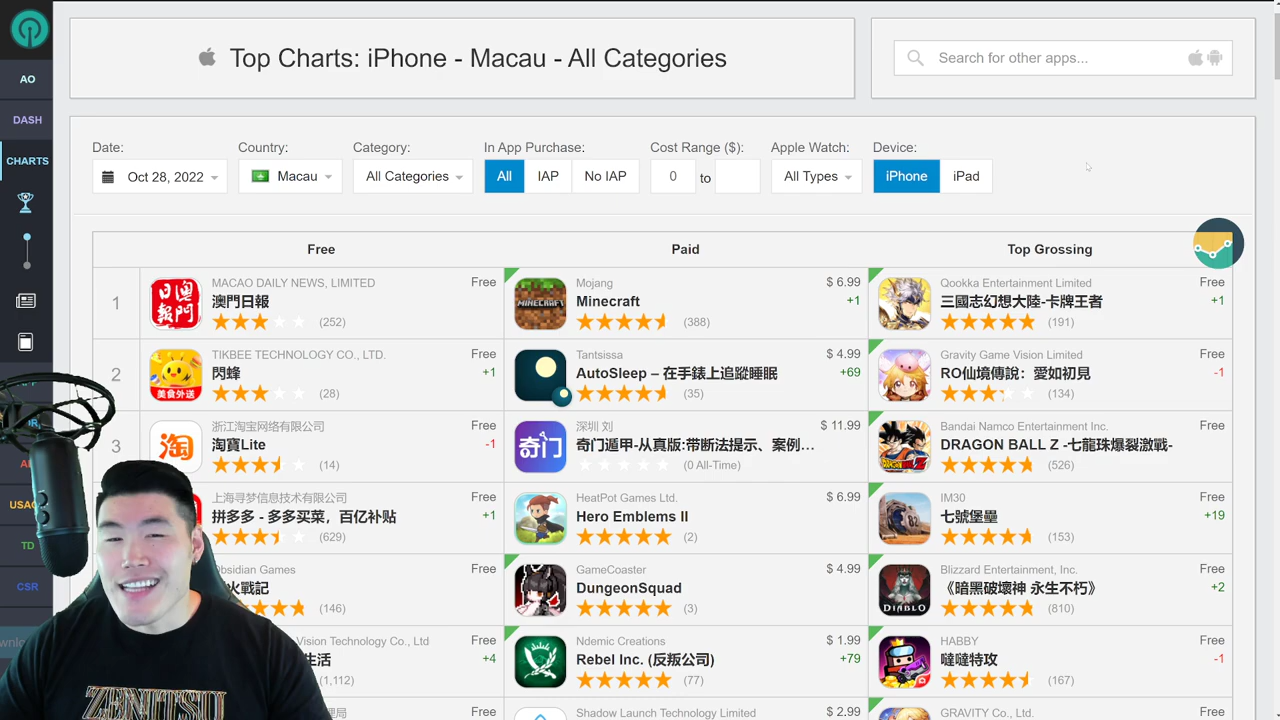 Top Charts: iPhone - Macau - All Categories
Search for other apps...
AO
DASH
CHARTS
USAC
TD
CSR
Date:
Country:
Category:
In App Purchase:
Cost Range ($):
Apple Watch:
Device:
Oct 28, 2022
Macau
All Categories
All
IAP
No IAP
0
to
All Types
iPhone
iPad
Free
Paid
Top Grossing
1
MACAO DAILY NEWS, LIMITED
Free
澳門日報
(252)
Mojang
$ 6.99
Minecraft
+1
(388)
MINECRAFT
Qookka Entertainment Limited
Free
三國志幻想大陸-卡牌王者
+1
(191)
2
TIKBEE TECHNOLOGY CO., LTD.
Free
閃蜂
+1
(28)
美食外送
Tantsissa
$ 4.99
AutoSleep – 在手錶上追蹤睡眠
+69
(35)
Gravity Game Vision Limited
Free
RO仙境傳說：愛如初見
-1
(134)
3
浙江淘宝网络有限公司
Free
淘寶Lite
-1
(14)
淘
深圳 刘
$ 11.99
奇门遁甲-从真版:带断法提示、案例…
(0 All-Time)
奇门
Bandai Namco Entertainment Inc.
Free
DRAGON BALL Z -七龍珠爆裂激戰-
(526)
上海寻梦信息技术有限公司
Free
拼多多 - 多多买菜，百亿补贴
+1
(629)
HeatPot Games Ltd.
$ 6.99
Hero Emblems II
(2)
IM30
Free
七號堡壘
+19
(153)
Obsidian Games
Free
火戰記
(146)
GameCoaster
$ 4.99
DungeonSquad
(3)
Blizzard Entertainment, Inc.
Free
《暗黑破壞神 永生不朽》
+2
(810)
DIABLO
Vision Technology Co., Ltd
Free
生活
+4
(1,112)
Ndemic Creations
$ 1.99
Rebel Inc. (反叛公司)
+79
(77)
HABBY
Free
噠噠特攻
-1
(167)
Free
Shadow Launch Technology Limited
$ 2.99
GRAVITY Co., Ltd.
Free
ZENITSU